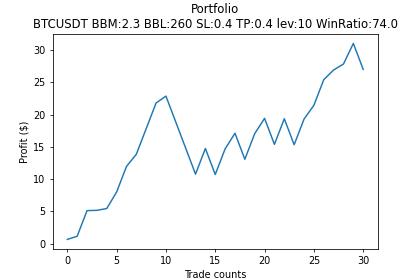 Portfolio
BTCUSDT BBM:2.3 BBL:260 SL:0.4 TP:0.4 lev:10 WinRatio:74.0
Profit ($)
30
25
20
15
10
5
0
0 5 10 15 20 25 30
Trade counts